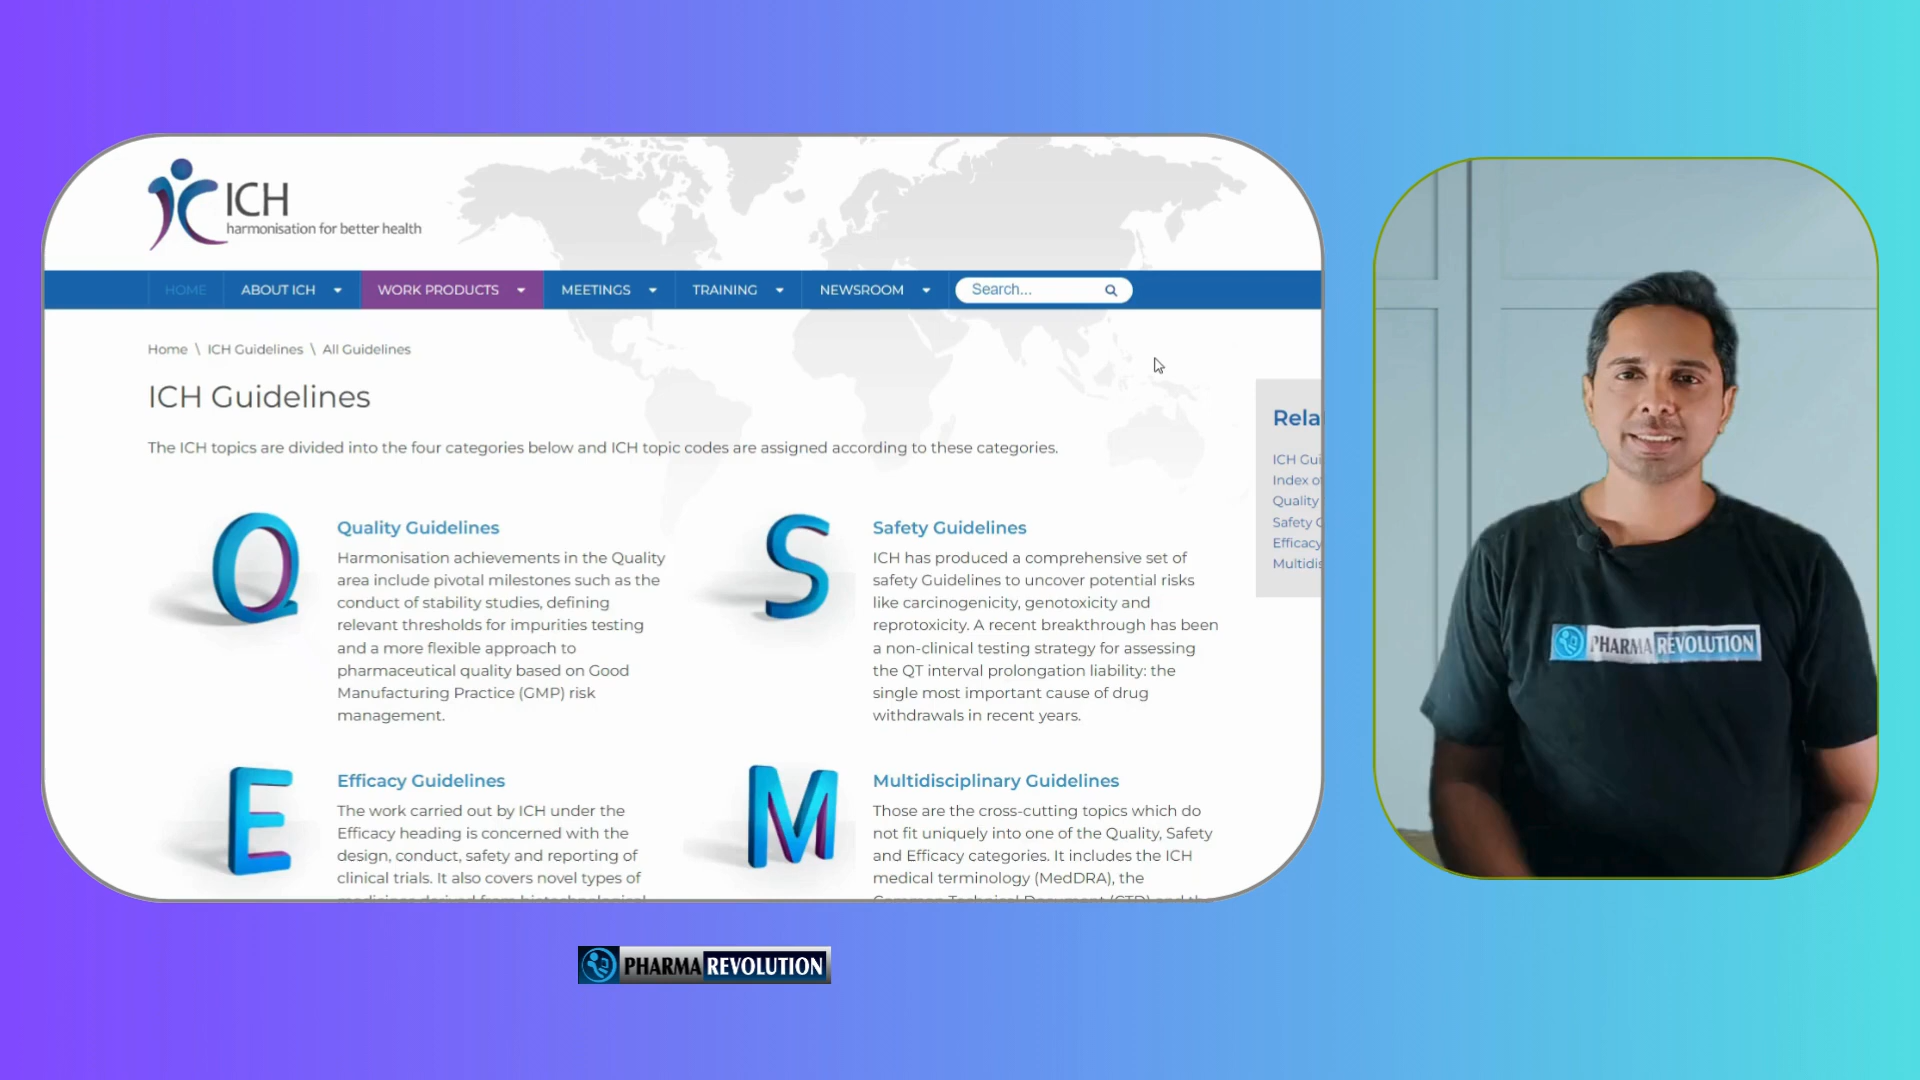 ICH
harmonisation for better health
HOME
ABOUT ICH
WORK PRODUCTS
MEETINGS
TRAINING
NEWSROOM
Search...
Home \ ICH Guidelines \ All Guidelines
ICH Guidelines
The ICH topics are divided into the four categories below and ICH topic codes are assigned according to these categories.
Q
Quality Guidelines
Harmonisation achievements in the Quality
area include pivotal milestones such as the
conduct of stability studies, defining
relevant thresholds for impurities testing
and a more flexible approach to
pharmaceutical quality based on Good
Manufacturing Practice (GMP) risk
management.
S
Safety Guidelines
ICH has produced a comprehensive set of
safety Guidelines to uncover potential risks
like carcinogenicity, genotoxicity and
reprotoxicity. A recent breakthrough has been
a non-clinical testing strategy for assessing
the QT interval prolongation liability: the
single most important cause of drug
withdrawals in recent years.
E
Efficacy Guidelines
The work carried out by ICH under the
Efficacy heading is concerned with the
design, conduct, safety and reporting of
clinical trials. It also covers novel types of
M
Multidisciplinary Guidelines
Those are the cross-cutting topics which do
not fit uniquely into one of the Quality, Safety
and Efficacy categories. It includes the ICH
medical terminology (MedDRA), the
Rela
ICH Gui
Index o
Quality
Safety
Efficacy
Multidis
PHARMA REVOLUTION
PHARMA REVOLUTION